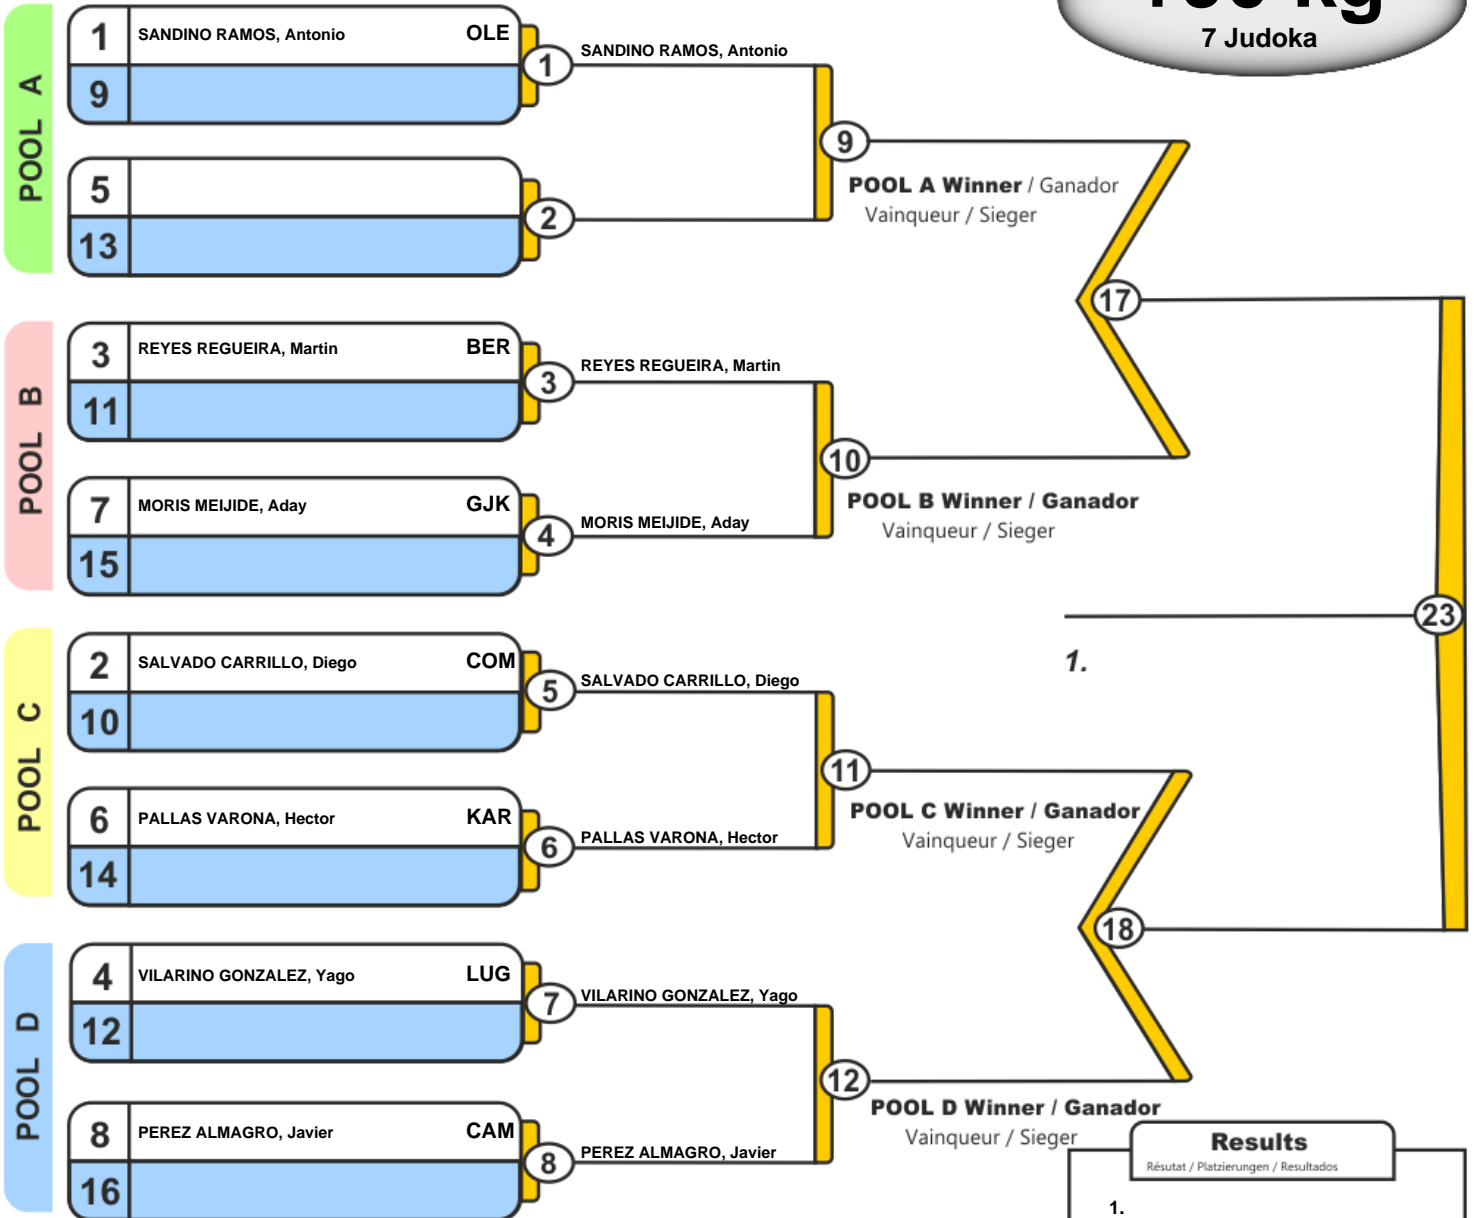 7 Judoka
POOL A
1 SANDINO RAMOS, Antonio OLE
9
1
SANDINO RAMOS, Antonio
5
13
2
9
POOL A Winner / Ganador
Vainqueur / Sieger
17
POOL B
3 REYES REGUEIRA, Martin BER
11
3
REYES REGUEIRA, Martin
7 MORIS MEIJIDE, Aday GJK
15
4
MORIS MEIJIDE, Aday
10
POOL B Winner / Ganador
Vainqueur / Sieger
23
1.
POOL C
2 SALVADO CARRILLO, Diego COM
10
5
SALVADO CARRILLO, Diego
6 PALLAS VARONA, Hector KAR
14
6
PALLAS VARONA, Hector
11
POOL C Winner / Ganador
Vainqueur / Sieger
18
POOL D
4 VILARINO GONZALEZ, Yago LUG
12
7
VILARINO GONZALEZ, Yago
8 PEREZ ALMAGRO, Javier CAM
16
8
PEREZ ALMAGRO, Javier
12
POOL D Winner / Ganador
Vainqueur / Sieger
Results
Résutat / Platzierungen / Resultados
1.